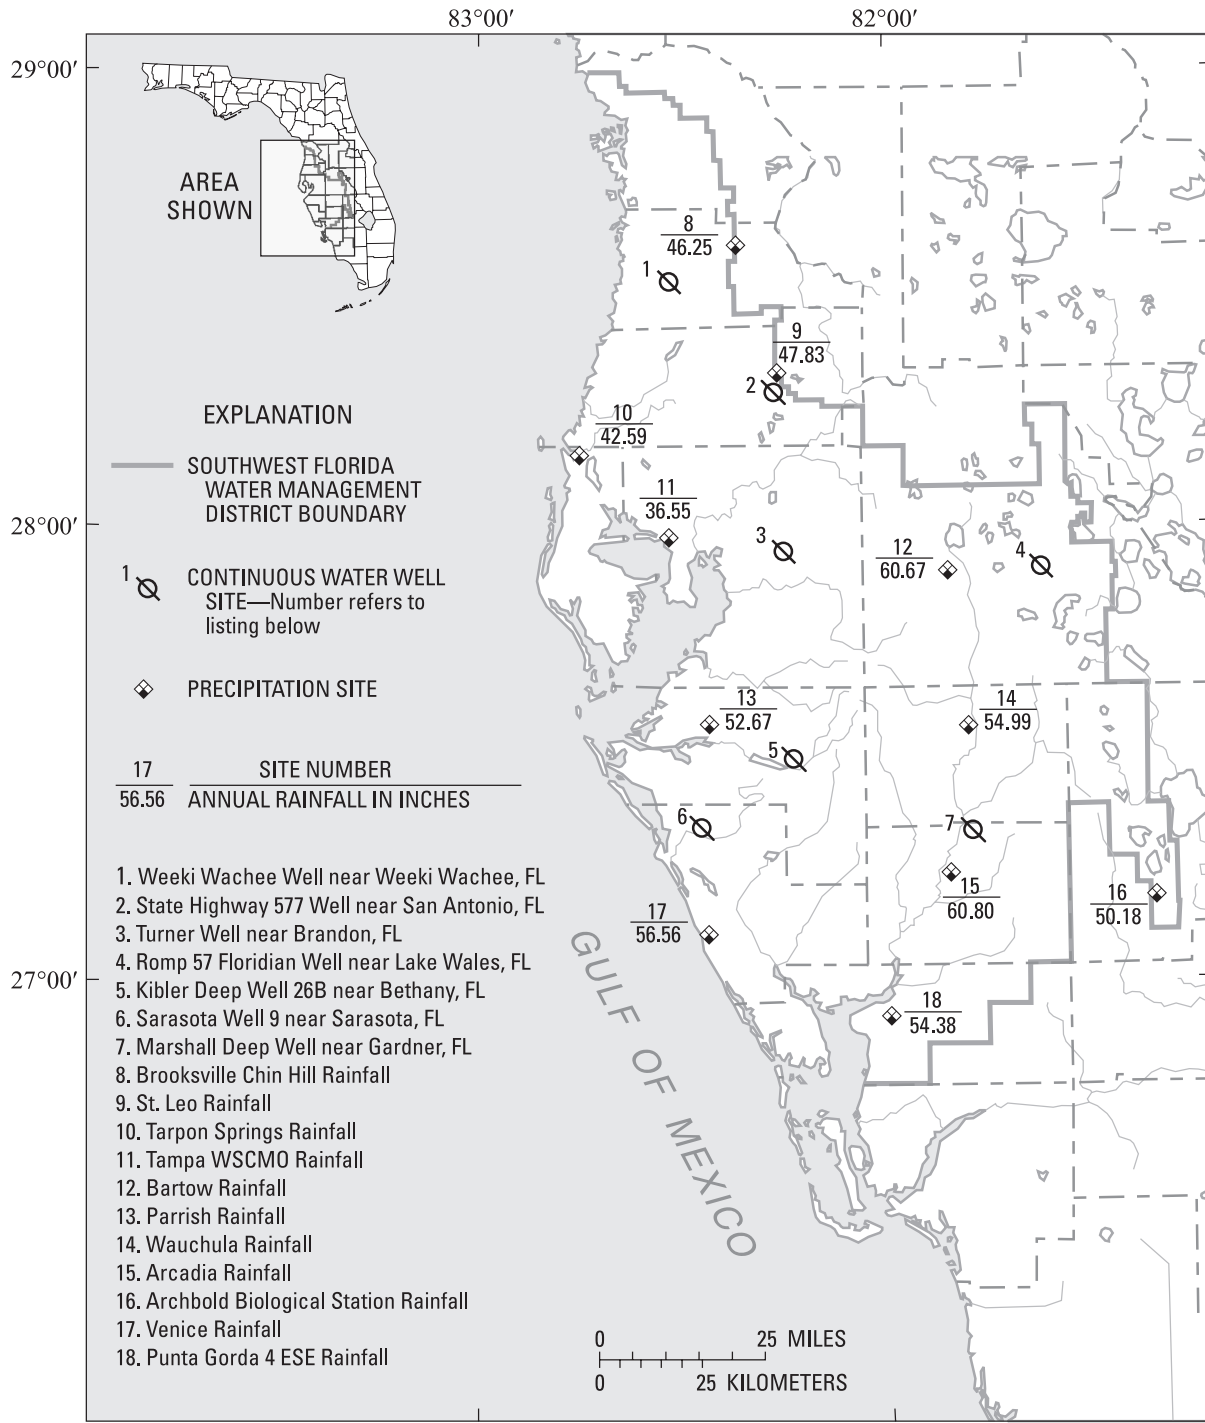 83°00′
82°00′
29°00′
28°00′
27°00′
AREA
SHOWN
EXPLANATION
SOUTHWEST FLORIDA
WATER MANAGEMENT
DISTRICT BOUNDARY
1
CONTINUOUS WATER WELL
SITE—Number refers to
listing below
PRECIPITATION SITE
17
56.56
SITE NUMBER
ANNUAL RAINFALL IN INCHES
1. Weeki Wachee Well near Weeki Wachee, FL
2. State Highway 577 Well near San Antonio, FL
3. Turner Well near Brandon, FL
4. Romp 57 Floridian Well near Lake Wales, FL
5. Kibler Deep Well 26B near Bethany, FL
6. Sarasota Well 9 near Sarasota, FL
7. Marshall Deep Well near Gardner, FL
8. Brooksville Chin Hill Rainfall
9. St. Leo Rainfall
10. Tarpon Springs Rainfall
11. Tampa WSCMO Rainfall
12. Bartow Rainfall
13. Parrish Rainfall
14. Wauchula Rainfall
15. Arcadia Rainfall
16. Archbold Biological Station Rainfall
17. Venice Rainfall
18. Punta Gorda 4 ESE Rainfall
8
46.25
1
9
47.83
2
10
42.59
11
36.55
3
12
60.67
4
13
52.67
14
54.99
5
6
7
15
60.80
16
50.18
17
56.56
18
54.38
GULF OF MEXICO
0 25 MILES
0 25 KILOMETERS